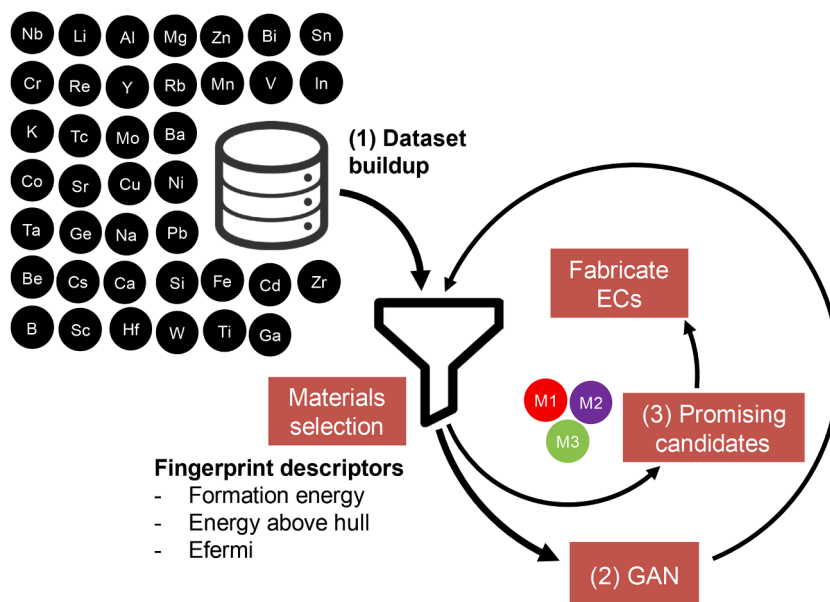 Nb Li Al Mg Zn Bi Sn
Cr Re Y Rb Mn V In
K Tc Mo Ba
Co Sr Cu Ni
Ta Ge Na Pb
Be Cs Ca Si Fe Cd Zr
B Sc Hf W Ti Ga
(1) Dataset
buildup
Fabricate
ECs
Materials
selection
M1 M2
M3
(3) Promising
candidates
Fingerprint descriptors
- Formation energy
- Energy above hull
- Efermi
(2) GAN